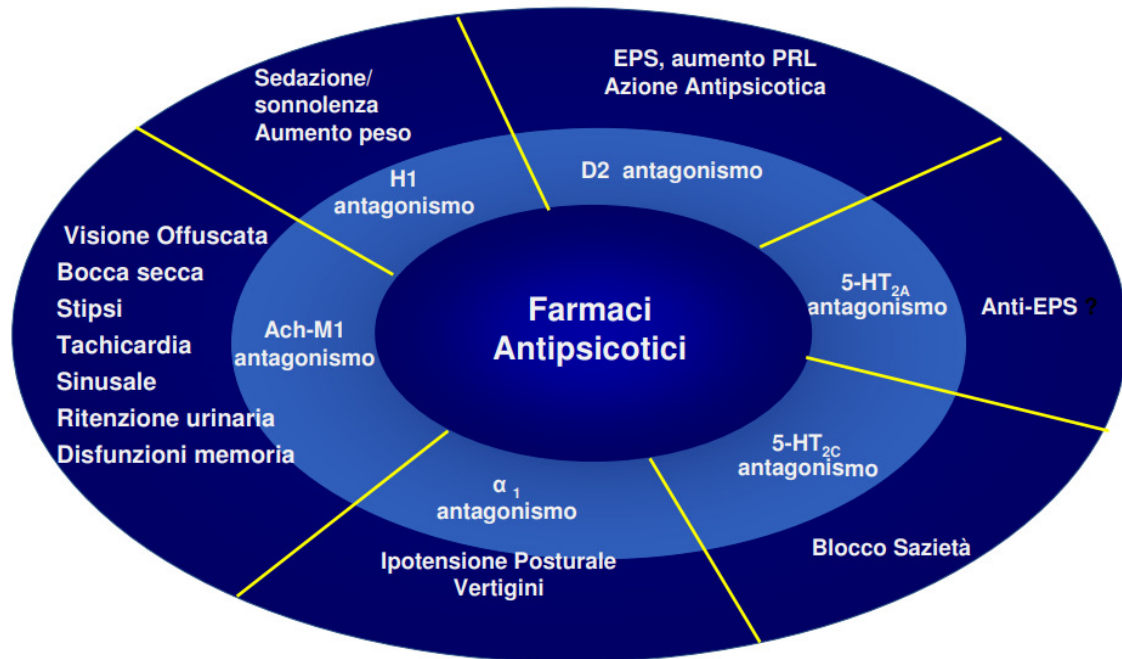 EPS, aumento PRL
Azione Antipsicotica
Sedazione/
sonnolenza
Aumento peso
D2 antagonismo
H1
antagonismo
Visione Offuscata
Bocca secca
Stipsi
Tachicardia
Sinusale
Ritenzione urinaria
Disfunzioni memoria
Ach-M1
antagonismo
Farmaci
Antipsicotici
5-HT2A
antagonismo
Anti-EPS ?
5-HT2C
antagonismo
α 1
antagonismo
Blocco Sazietà
Ipotensione Posturale
Vertigini